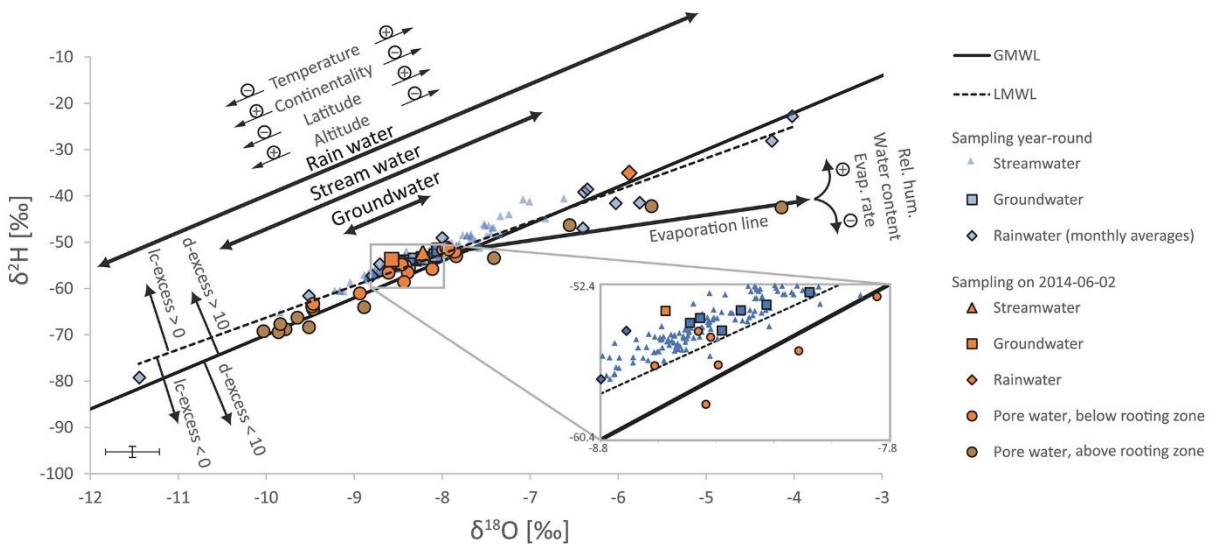 -10
-20
-30
-40
-50
-60
-70
-80
-90
-100
δ²H [‰]
-12
-11
-10
-9
-8
-7
-6
-5
-4
-3
δ¹⁸O [‰]
⊖ Temperature ⊕
⊕ Continentality ⊖
⊖ Latitude ⊕
⊕ Altitude ⊖
Rain water
Stream water
Groundwater
lc-excess > 0
d-excess > 10
lc-excess < 0
d-excess < 10
Evaporation line
Rel. hum.
Water content
Evap. rate
⊕
⊖
-52.4
-60.4
-8.8
-7.8
GMWL
LMWL
Sampling year-round
Streamwater
Groundwater
Rainwater (monthly averages)
Sampling on 2014-06-02
Streamwater
Groundwater
Rainwater
Pore water, below rooting zone
Pore water, above rooting zone